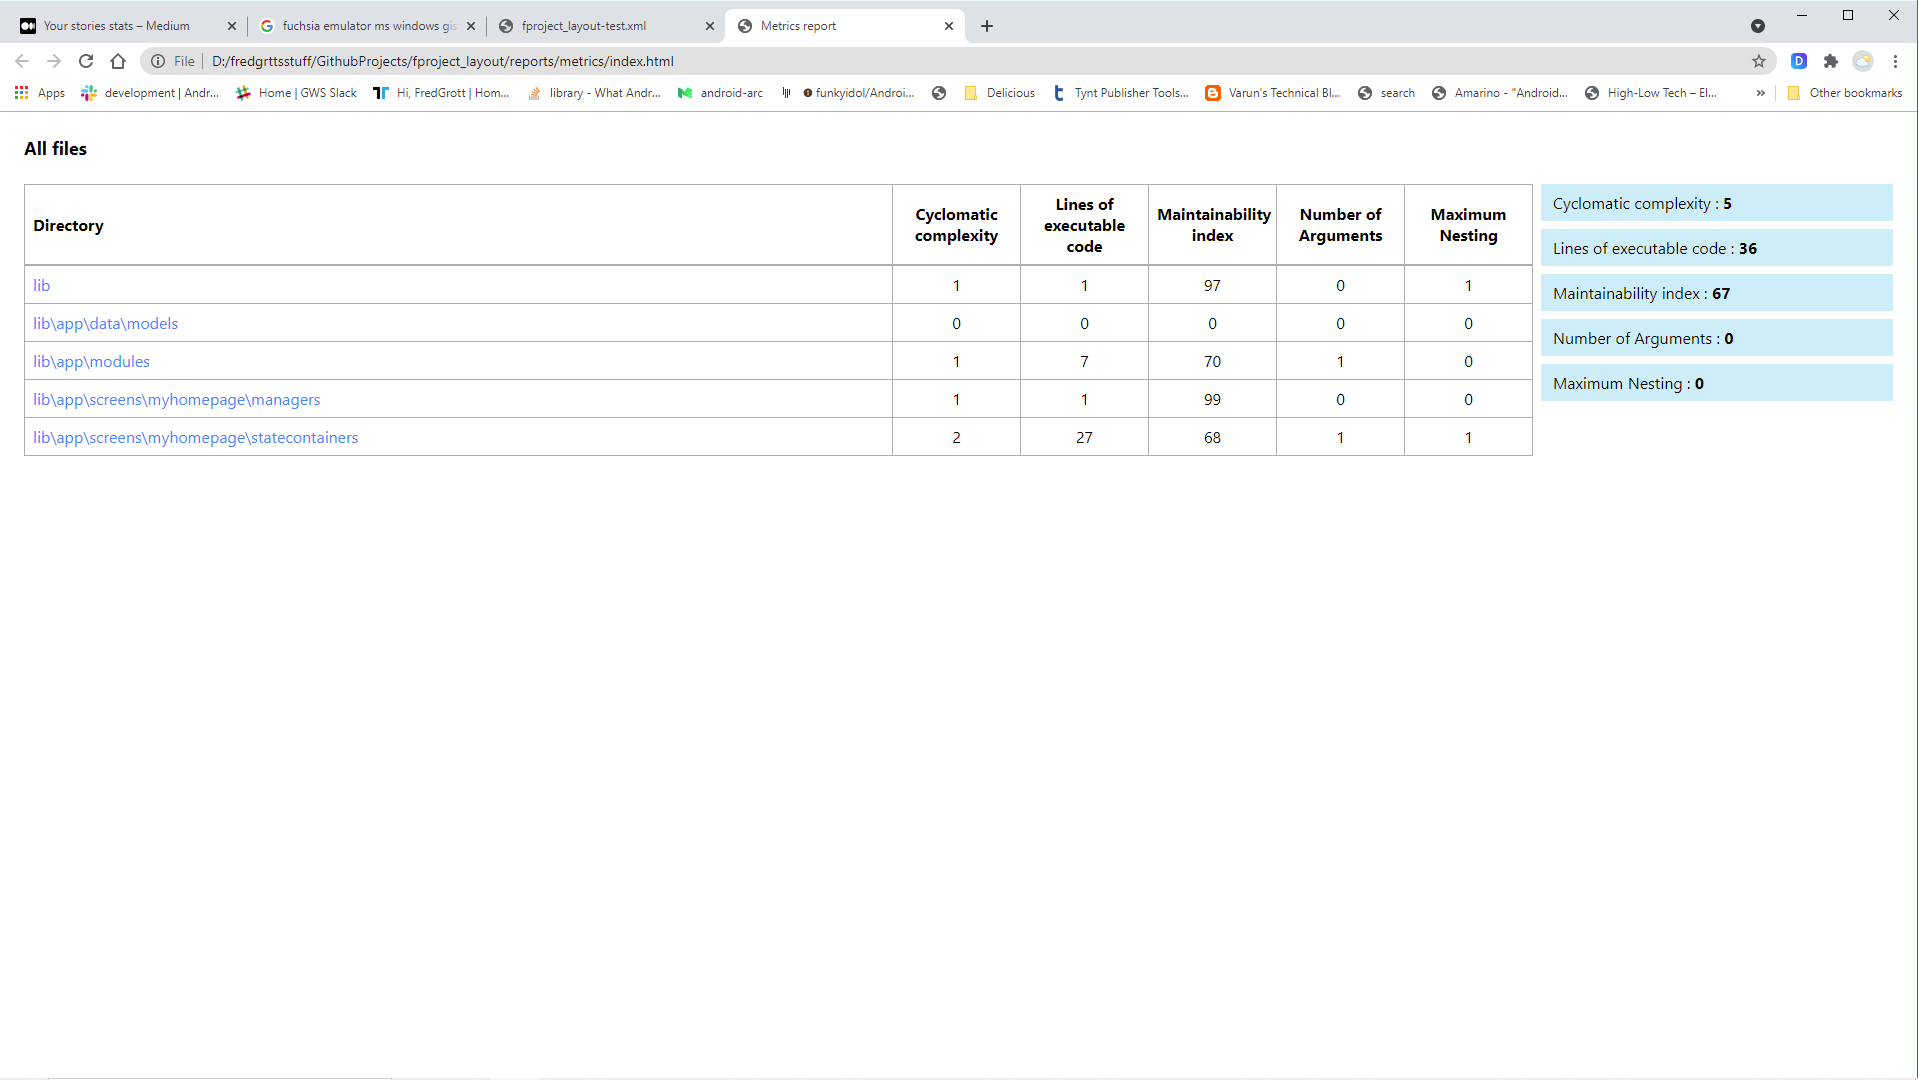 Your stories stats – Medium
fuchsia emulator ms windows gis
fproject_layout-test.xml
Metrics report
File D:/fredgrttsstuff/GithubProjects/fproject_layout/reports/metrics/index.html
D
Apps development | Andr... Home | GWS Slack Hi, FredGrott | Hom... library - What Andr... android-arc funkyidol/Androi... Delicious Tynt Publisher Tools... Varun's Technical Bl... search Amarino - "Android... High-Low Tech – El... » Other bookmarks
All files
Directory Cyclomatic complexity Lines of executable code Maintainability index Number of Arguments Maximum Nesting
lib 1 1 97 0 1
lib\app\data\models 0 0 0 0 0
lib\app\modules 1 7 70 1 0
lib\app\screens\myhomepage\managers 1 1 99 0 0
lib\app\screens\myhomepage\statecontainers 2 27 68 1 1
Cyclomatic complexity : 5
Lines of executable code : 36
Maintainability index : 67
Number of Arguments : 0
Maximum Nesting : 0